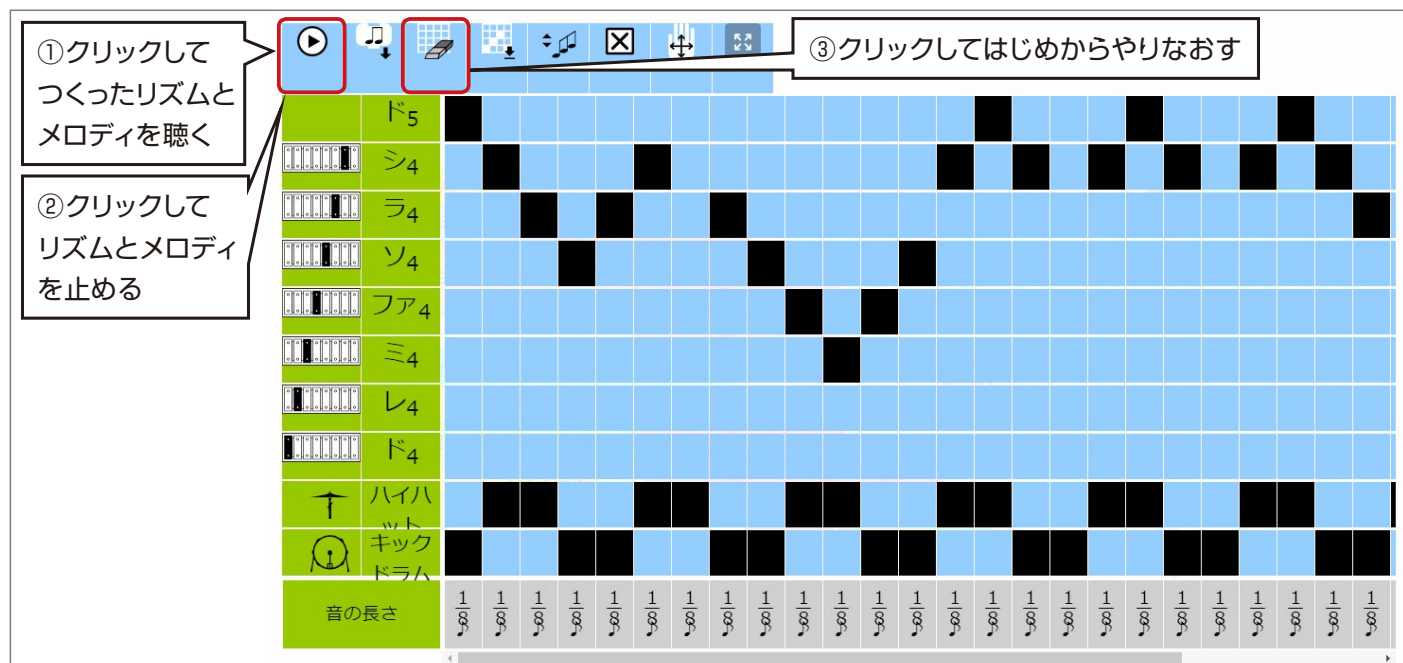 ①クリックして
つくったリズムと
メロディを聴く
②クリックして
リズムとメロディ
を止める
③クリックしてはじめからやりなおす
ド5
シ4
ラ4
ソ4
ファ4
ミ4
レ4
ド4
ハイハ
ット
キック
ドラム
音の長さ
1/8 1/8 1/8 1/8 1/8 1/8 1/8 1/8 1/8 1/8 1/8 1/8 1/8 1/8 1/8 1/8 1/8 1/8 1/8 1/8 1/8 1/8 1/8 1/8 1/8